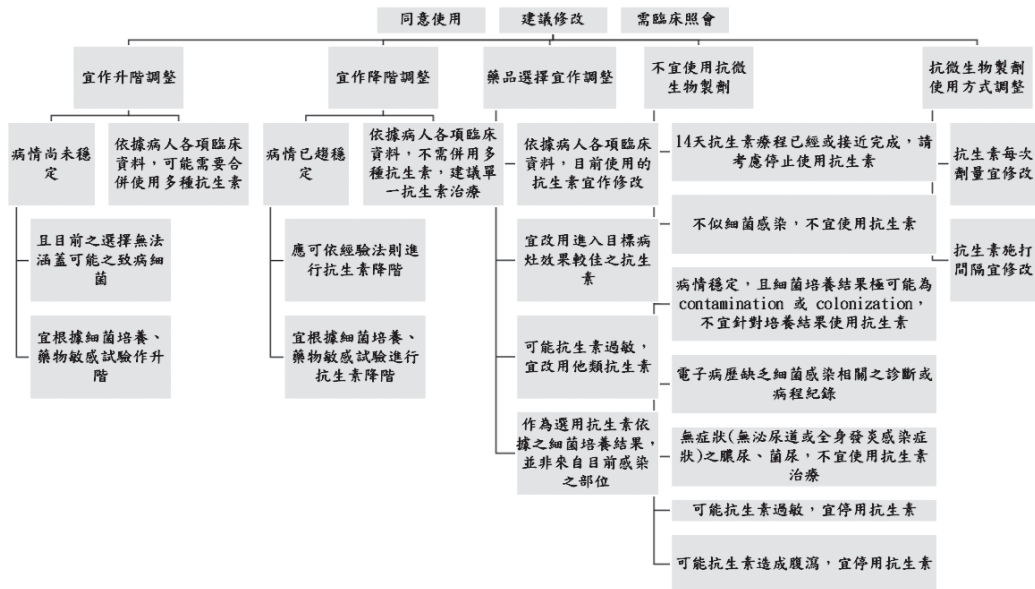 同意使用
建議修改
需臨床照會
宜作升階調整
病情尚未穩
定
且目前之選擇無法
涵蓋可能之致病細
菌
宜根據細菌培養、
藥物敏感試驗作升
階
依據病人各項臨床
資料，可能需要合
併使用多種抗生素
宜作降階調整
病情已趨穩
定
應可依經驗法則進
行抗生素降階
宜根據細菌培養、
藥物敏感試驗進行
抗生素降階
依據病人各項臨床
資料，不需併用多
種抗生素，建議單
一抗生素治療
藥品選擇宜作調整
依據病人各項臨床
資料，目前使用的
抗生素宜作修改
宜改用進入目標病
灶效果較佳之抗生
素
可能抗生素過敏，
宜改用他類抗生素
作為選用抗生素依
據之細菌培養結果，
並非來自目前感染
之部位
不宜使用抗微
生物製劑
14天抗生素療程已經或接近完成，請
考慮停止使用抗生素
不似細菌感染，不宜使用抗生素
病情穩定，且細菌培養結果極可能為
contamination 或 colonization，
不宜針對培養結果使用抗生素
電子病歷缺乏細菌感染相關之診斷或
病程紀錄
無症狀(無泌尿道或全身發炎感染症
狀)之膿尿、菌尿，不宜使用抗生素
治療
可能抗生素過敏，宜停用抗生素
可能抗生素造成腹瀉，宜停用抗生素
抗微生物製劑
使用方式調整
抗生素每次
劑量宜修改
抗生素施打
間隔宜修改